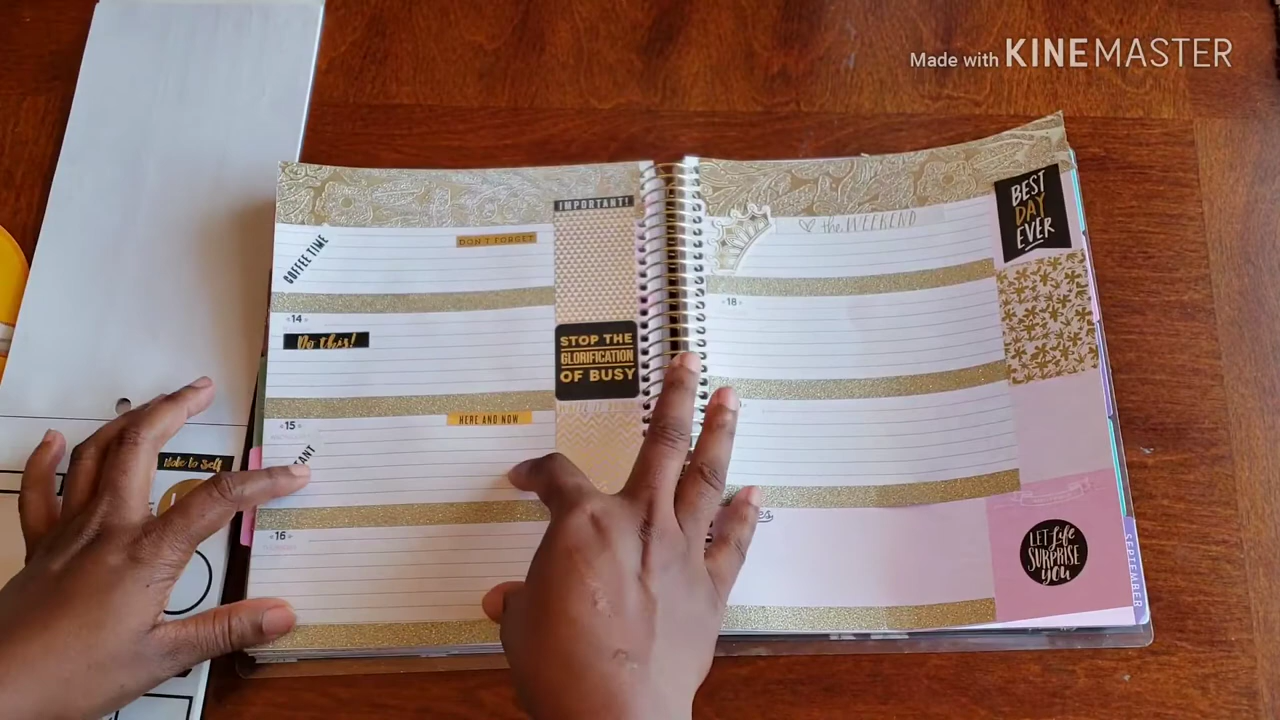 Made with KINEMASTER
IMPORTANT!
DON'T FORGET
COFFEE TIME
14
Do this!
STOP THE
GLORIFICATION
OF BUSY
15
HERE AND NOW
16
Note to Self
the WEEKEND
18
BEST
DAY
EVER
LET Life
SURPRISE
you
SEPTEMBER